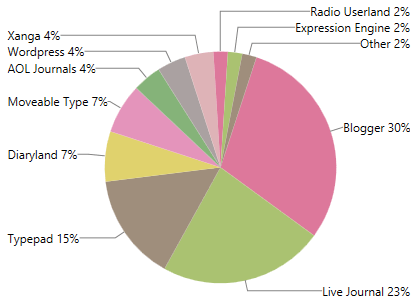 Radio Userland 2%
Expression Engine 2%
Other 2%
Blogger 30%
Live Journal 23%
Typepad 15%
Diaryland 7%
Moveable Type 7%
AOL Journals 4%
Wordpress 4%
Xanga 4%